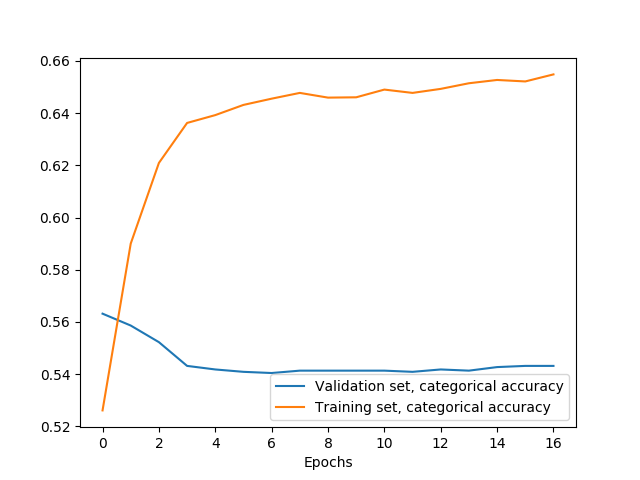 0.66
0.64
0.62
0.60
0.58
0.56
0.54
0.52
Validation set, categorical accuracy
Training set, categorical accuracy
0 2 4 6 8 10 12 14 16
Epochs